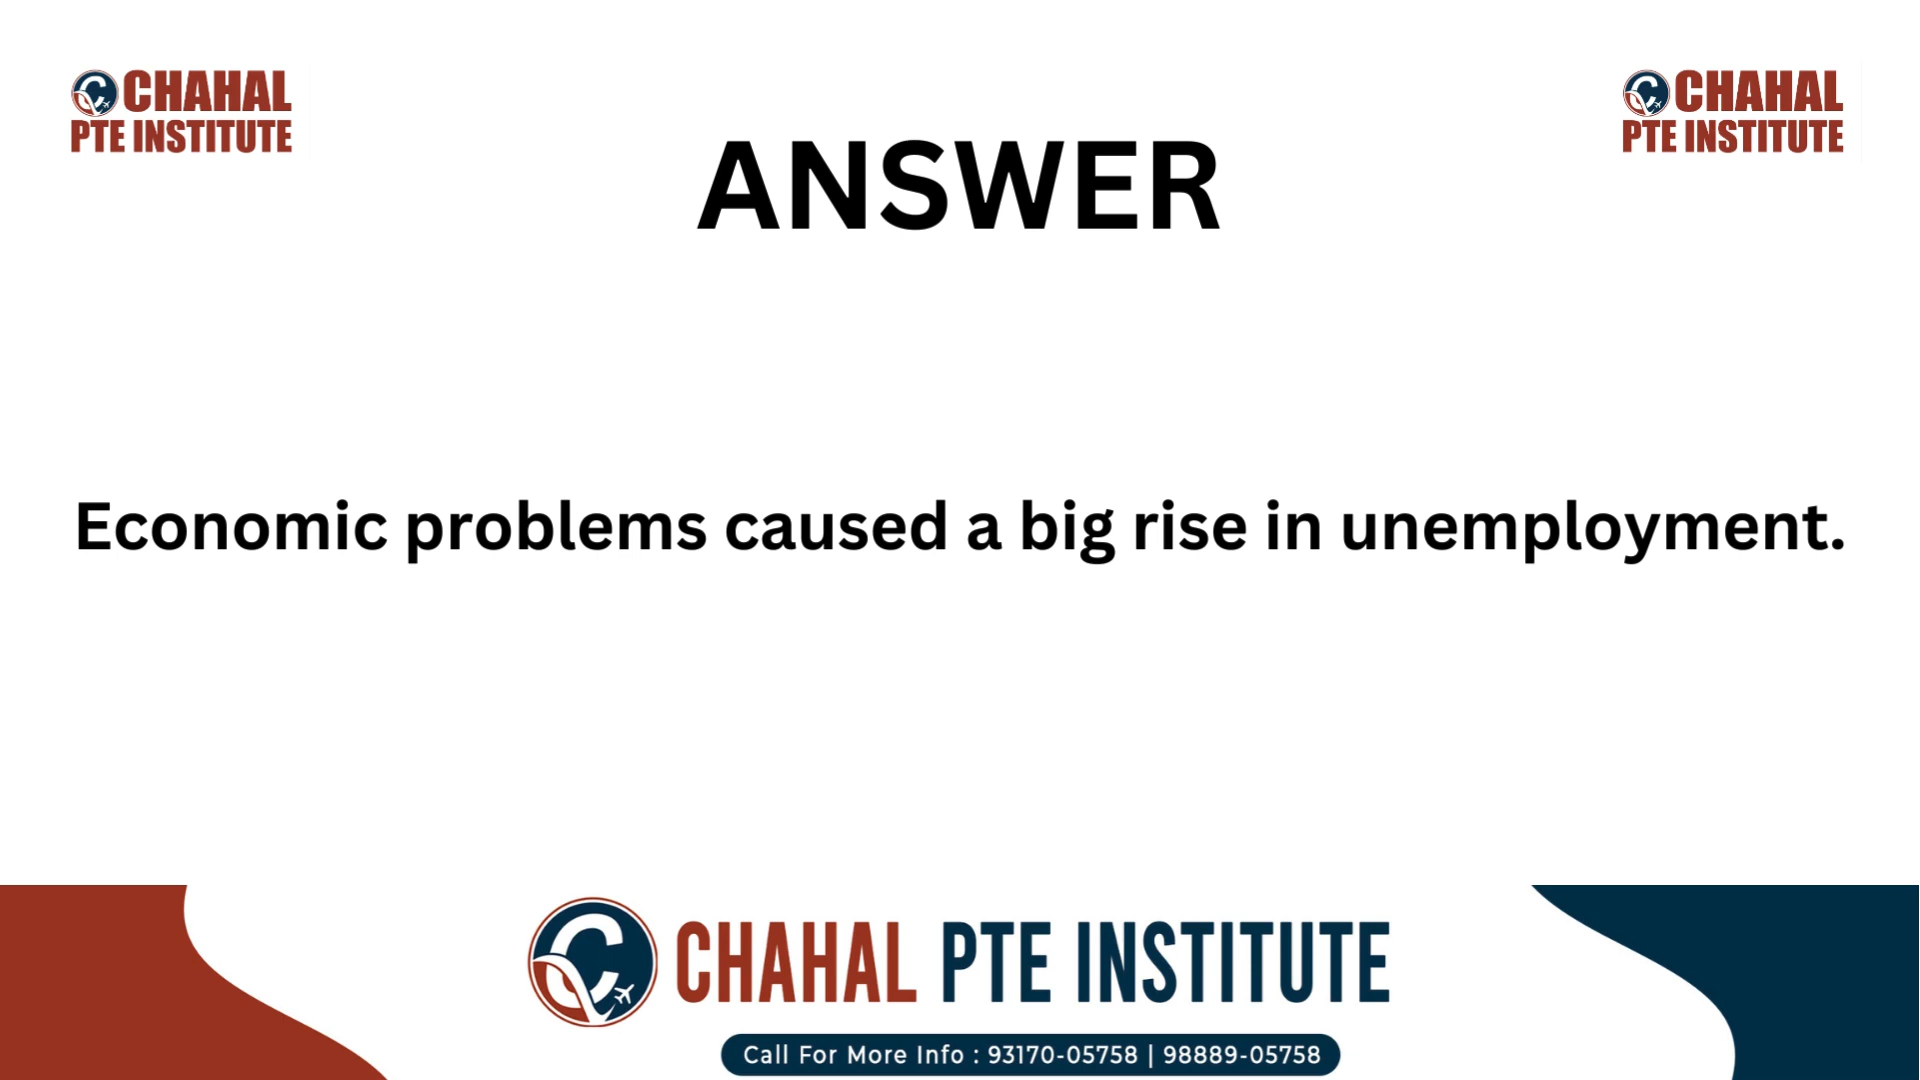 CHAHAL
PTE INSTITUTE
CHAHAL
PTE INSTITUTE
ANSWER
Economic problems caused a big rise in unemployment.
CHAHAL PTE INSTITUTE
Call For More Info : 93170-05758 | 98889-05758